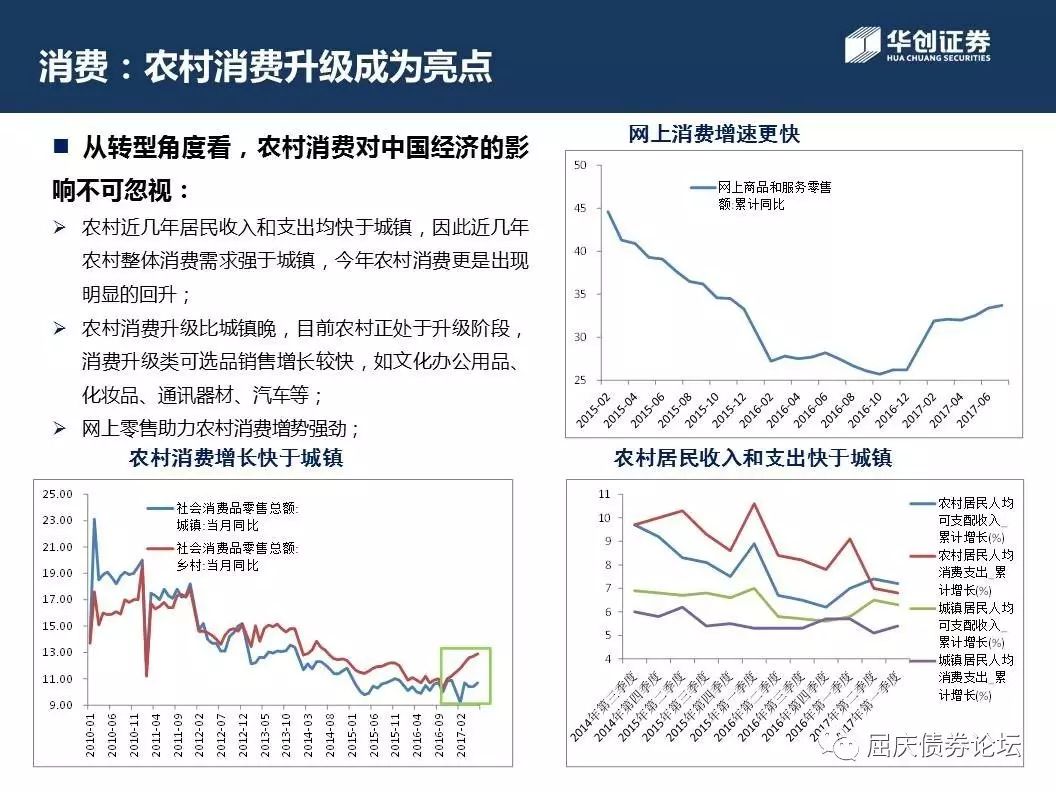 消费：农村消费升级成为亮点
华创证券
HUA CHUANG SECURITIES
■ 从转型角度看，农村消费对中国经济的影
响不可忽视：
➢ 农村近几年居民收入和支出均快于城镇，因此近几年
农村整体消费需求强于城镇，今年农村消费更是出现
明显的回升；
➢ 农村消费升级比城镇晚，目前农村正处于升级阶段，
消费升级类可选品销售增长较快，如文化办公用品、
化妆品、通讯器材、汽车等；
➢ 网上零售助力农村消费增势强劲；
网上消费增速更快
50
45
40
35
30
25
网上商品和服务零售
额:累计同比
2015-02
2015-04
2015-06
2015-08
2015-10
2015-12
2016-02
2016-04
2016-06
2016-08
2016-10
2016-12
2017-02
2017-04
2017-06
农村消费增长快于城镇
25.00
23.00
21.00
19.00
17.00
15.00
13.00
11.00
9.00
社会消费品零售总额:
城镇:当月同比
社会消费品零售总额:
乡村:当月同比
2010-01
2010-06
2010-11
2011-04
2011-09
2012-02
2012-07
2012-12
2013-05
2013-10
2014-03
2014-08
2015-01
2015-06
2015-11
2016-04
2016-09
2017-02
农村居民收入和支出快于城镇
11
10
9
8
7
6
5
4
农村居民人均
可支配收入_
累计增长(%)
农村居民人均
消费支出_累
计增长(%)
城镇居民人均
可支配收入_
累计增长(%)
城镇居民人均
消费支出_累
计增长(%)
2014年第三季度
2014年第四季度
2015年第二季度
2015年第三季度
2015年第四季度
2015年第一季度
2016年第二季度
2016年第三季度
2016年第四季度
2016年第一季度
2017年第二季度
2017年第一季度
屈庆债券论坛